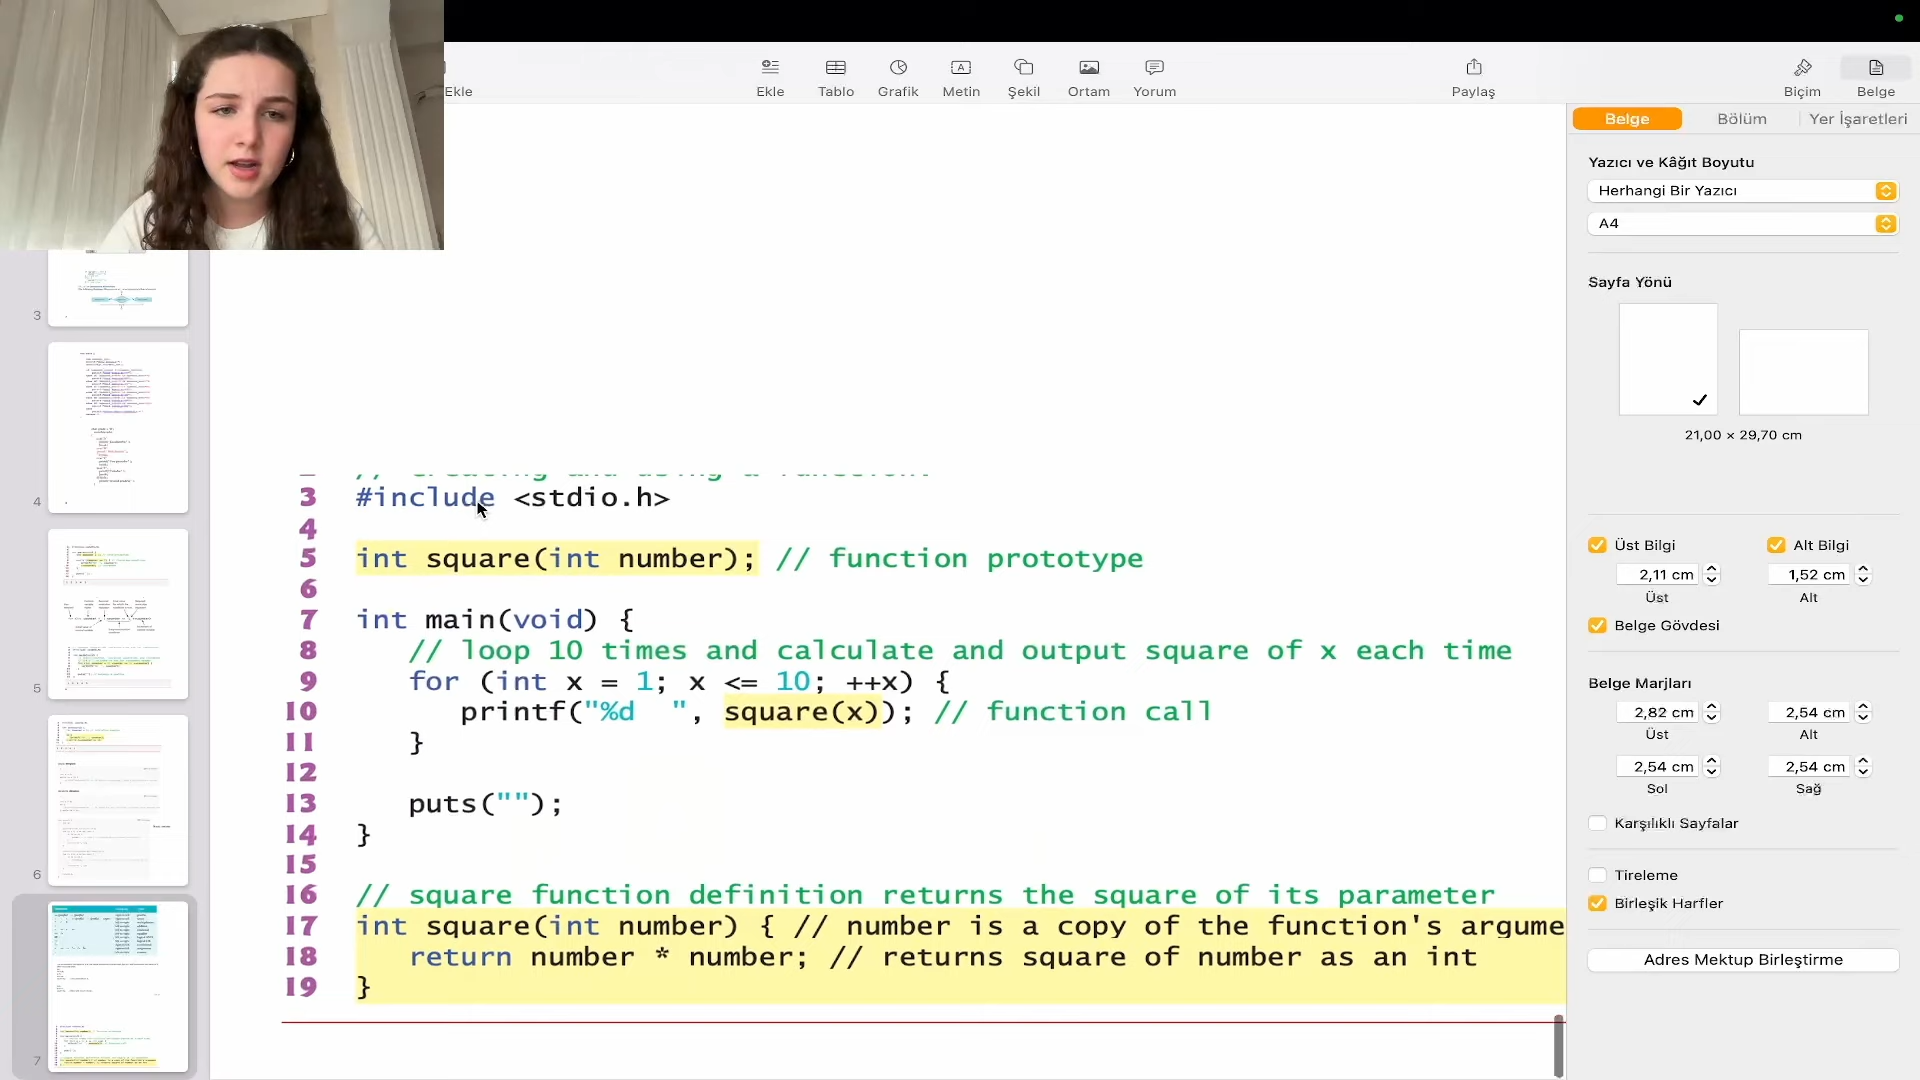 Ekle
Ekle
Tablo
Grafik
Metin
Şekil
Ortam
Yorum
Paylaş
Biçim
Belge
Belge
Bölüm
Yer İşaretleri
Yazıcı ve Kâğıt Boyutu
Herhangi Bir Yazıcı
A4
Sayfa Yönü
21,00 × 29,70 cm
Üst Bilgi
Alt Bilgi
2,11 cm
1,52 cm
Üst
Alt
Belge Gövdesi
Belge Marjları
2,82 cm
2,54 cm
Üst
Alt
2,54 cm
2,54 cm
Sol
Sağ
Karşılıklı Sayfalar
Tireleme
Birleşik Harfler
Adres Mektup Birleştirme
3
4
5
6
7
3 #include <stdio.h>
4
5 int square(int number); // function prototype
6
7 int main(void) {
8 // loop 10 times and calculate and output square of x each time
9 for (int x = 1; x <= 10; ++x) {
10 printf("%d  ", square(x)); // function call
11 }
12
13 puts("");
14 }
15
16 // square function definition returns the square of its parameter
17 int square(int number) { // number is a copy of the function's argume
18 return number * number; // returns square of number as an int
19 }